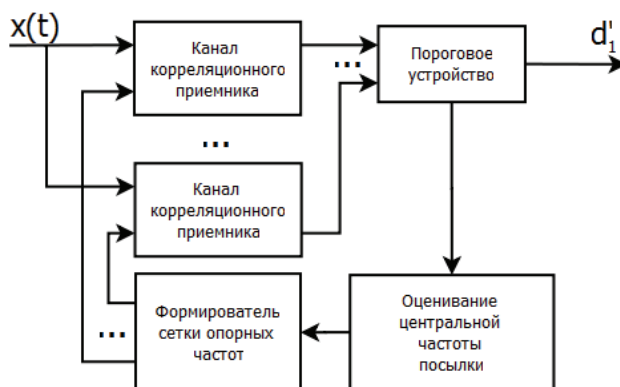 x(t)
Канал
корреляционного
приемника
...
Пороговое
устройство
d'1
...
Канал
корреляционного
приемника
Формирователь
сетки опорных
частот
...
Оценивание
центральной
частоты
посылки